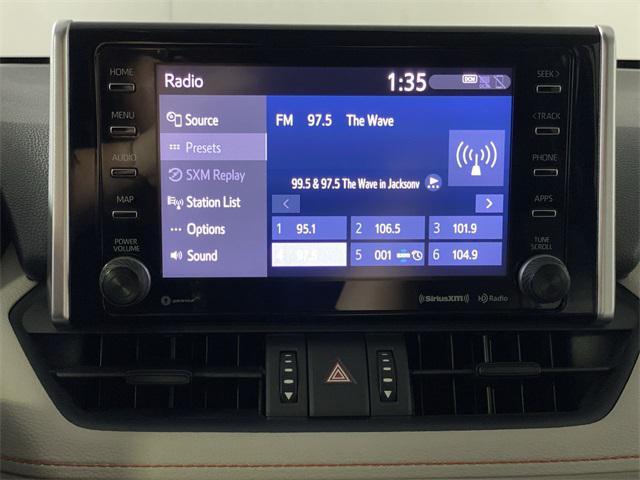 HOME
MENU
AUDIO
MAP
POWER
VOLUME
Radio
1:35
DCM
Source
Presets
SXM Replay
Station List
Options
Sound
FM 97.5 The Wave
99.5 & 97.5 The Wave in Jacksonv
1 95.1
2 106.5
3 101.9
4 97.5
5 001
6 104.9
SEEK >
< TRACK
PHONE
APPS
TUNE
SCROLL
SiriusXM
HD Radio